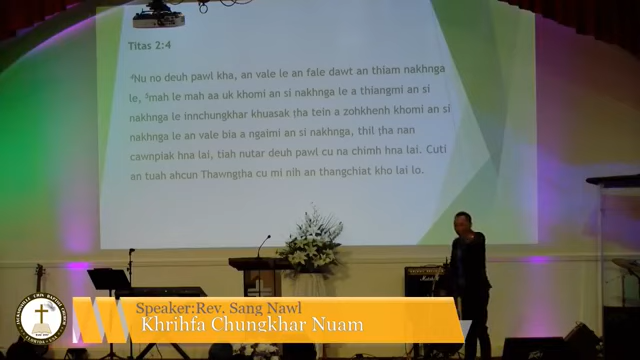 Titas 2:4
⁴Nu no deuh pawl kha, an vale le an fale dawt an thiam nakhnga
le, ⁵mah le mah aa uk khomi an si nakhnga le a thiangmi an si
nakhnga le innchungkhar khuasak ṭha tein a zohkhenh khomi an si
nakhnga le an vale bia a ngaimi an si nakhnga, thil ṭha nan
cawnpiak hna lai, tiah nutar deuh pawl cu na chimh hna lai. Cuti
an tuah ahcun Thawngṭha cu mi nih an thangchiat kho lai lo.
Speaker:Rev. Sang Nawl
Khrihfa Chungkhar Nuam